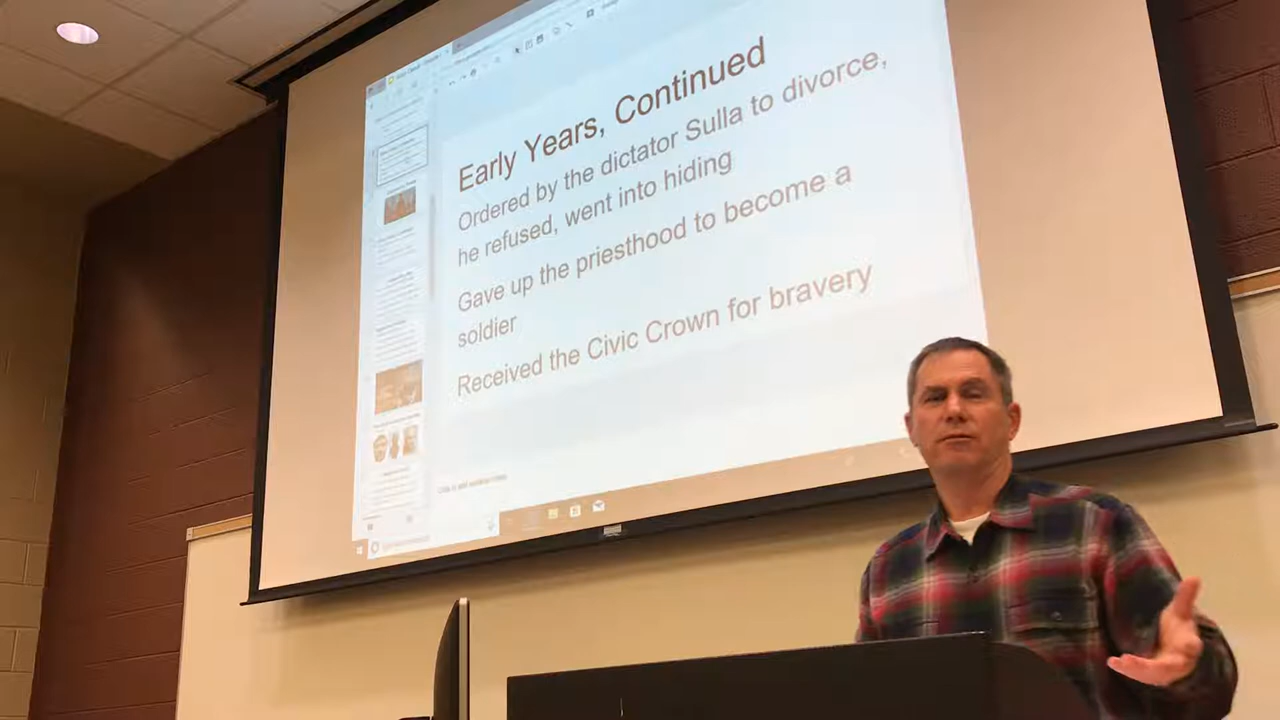 Early Years, Continued
Ordered by the dictator Sulla to divorce,
he refused, went into hiding
Gave up the priesthood to become a
soldier
Received the Civic Crown for bravery